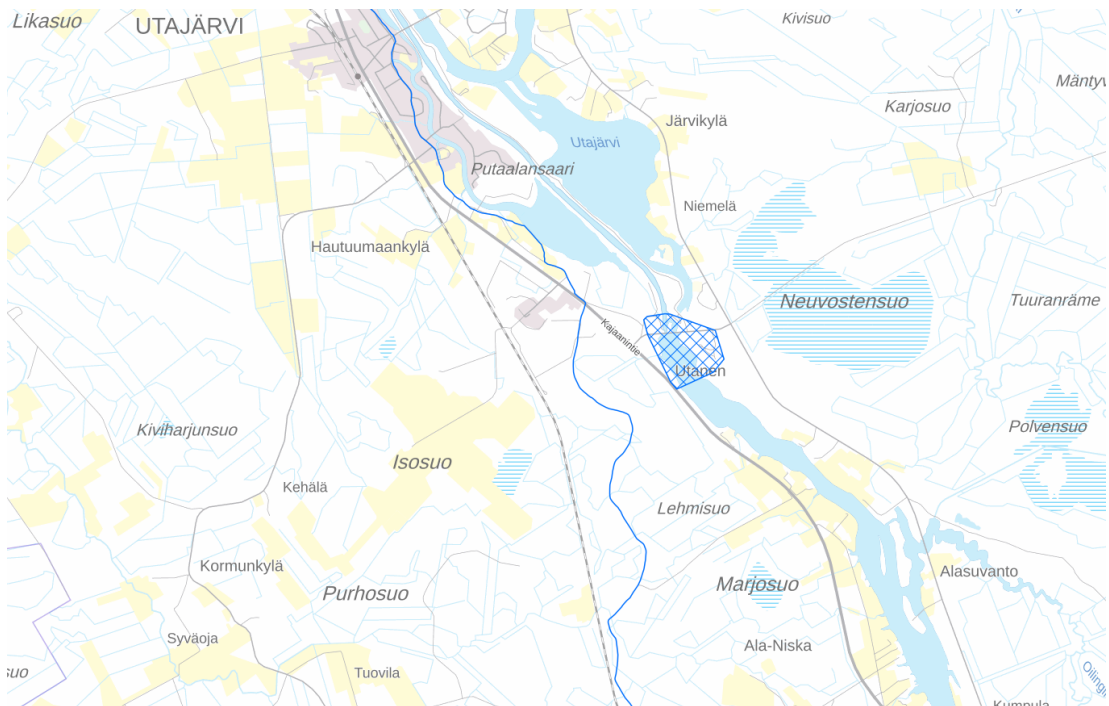 Likasuo
UTAJÄRVI
Kivisuo
Mäntyv
Karjosuo
Järvikylä
Utajärvi
Putaalansaari
Niemelä
Hautuumaankylä
Neuvostensuo
Tuuranräme
Kajaanintie
Utanen
Kiviharjunsuo
Polvensuo
Isosuo
Kehälä
Lehmisuo
Kormunkylä
Alasuvanto
Purhosuo
Marjosuo
Syväoja
Ala-Niska
suo
Tuovila
Oilingin
Kumpula